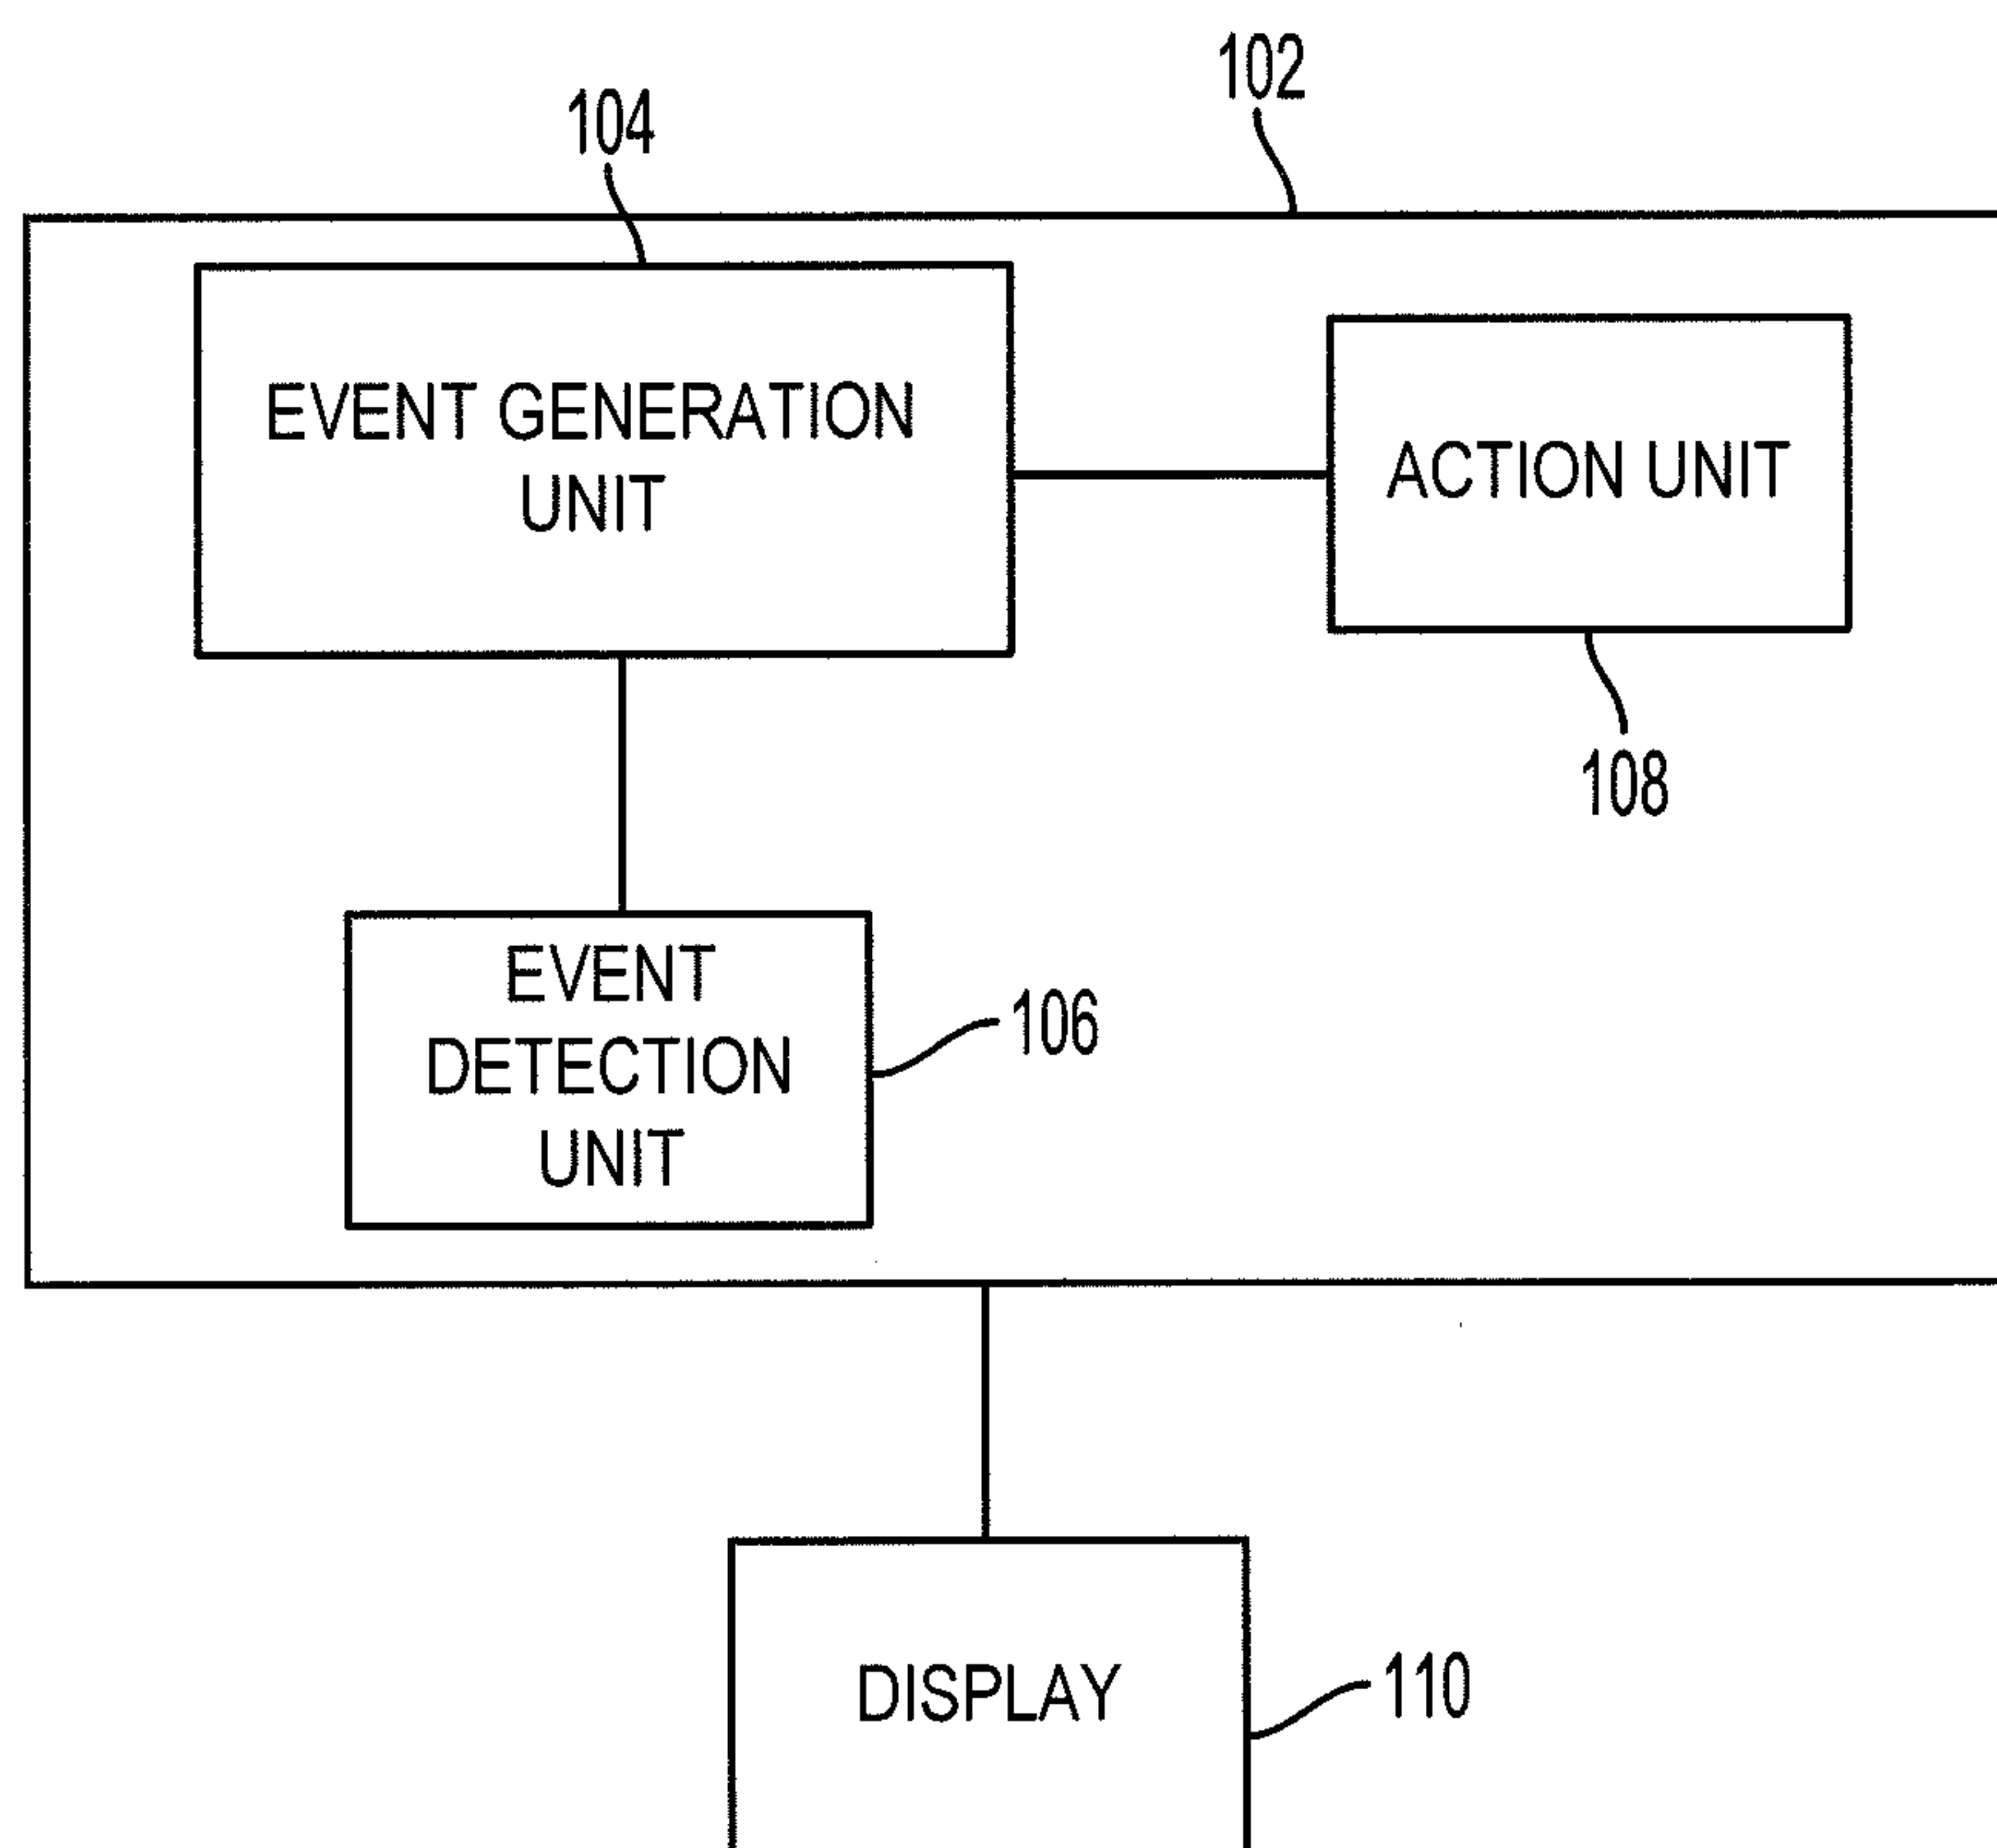 102
104
EVENT GENERATION
UNIT
ACTION UNIT
108
EVENT
DETECTION
UNIT
106
DISPLAY
110